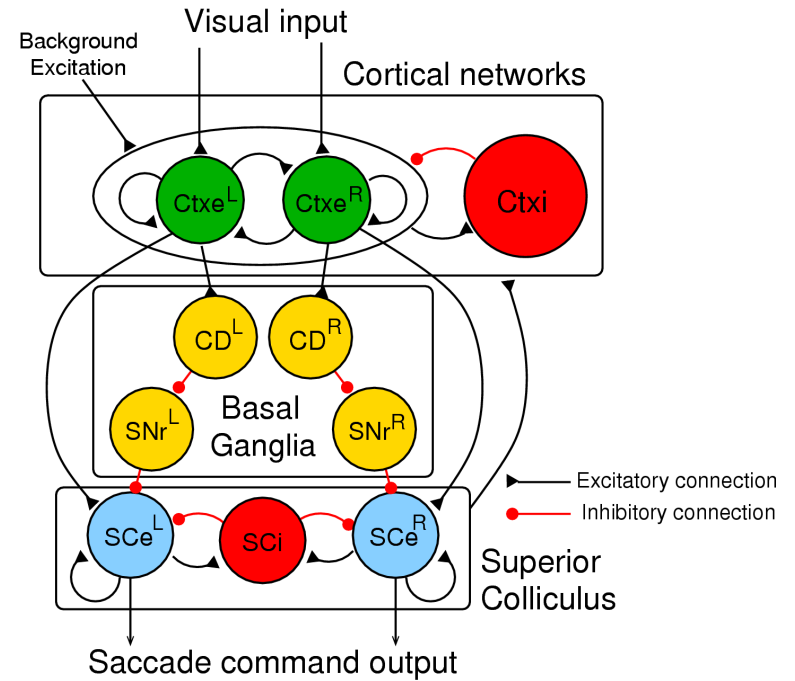 Visual input
Background
Excitation
Cortical networks
Ctxe^L
Ctxe^R
Ctxi
CD^L
CD^R
SNr^L
Basal
Ganglia
SNr^R
Excitatory connection
Inhibitory connection
SCe^L
SCi
SCe^R
Superior
Colliculus
Saccade command output